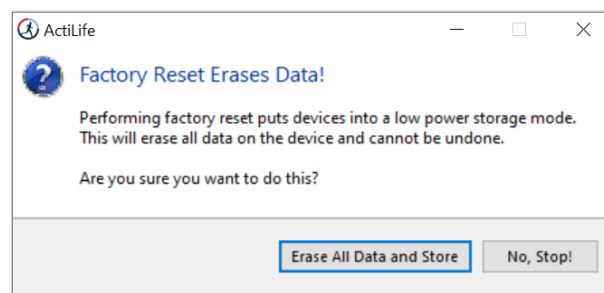 ActiLife
Factory Reset Erases Data!
Performing factory reset puts devices into a low power storage mode.
This will erase all data on the device and cannot be undone.
Are you sure you want to do this?
Erase All Data and Store
No, Stop!